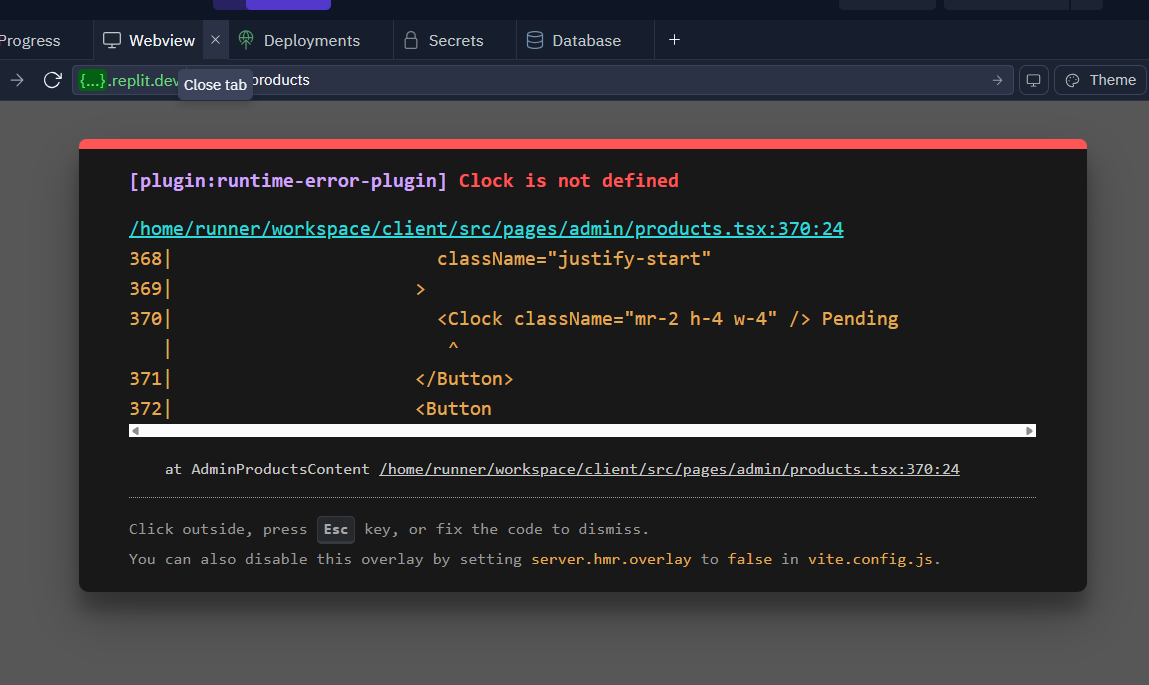 Progress
Webview
Deployments
Secrets
Database
{...}.replit.dev
products
Close tab
Theme
[plugin:runtime-error-plugin] Clock is not defined
/home/runner/workspace/client/src/pages/admin/products.tsx:370:24
368| className="justify-start"
369| >
370| <Clock className="mr-2 h-4 w-4" /> Pending
| ^
371| </Button>
372| <Button
at AdminProductsContent /home/runner/workspace/client/src/pages/admin/products.tsx:370:24
Click outside, press Esc key, or fix the code to dismiss.
You can also disable this overlay by setting server.hmr.overlay to false in vite.config.js.